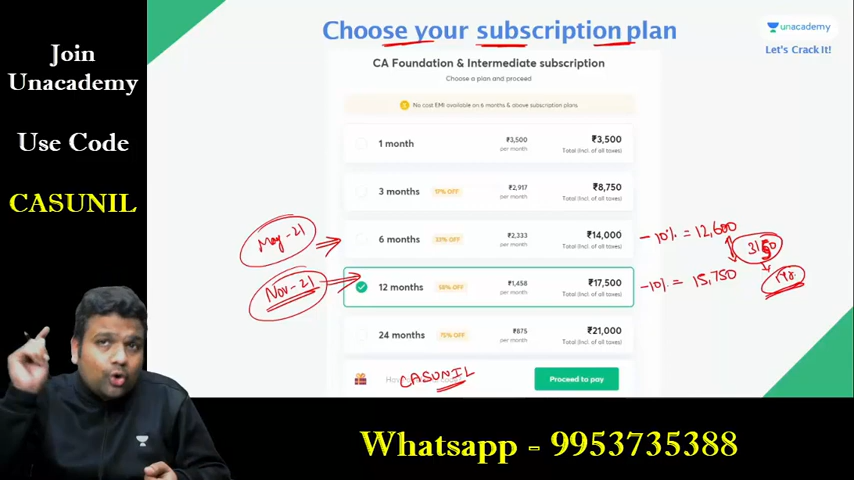 Join
Unacademy
Use Code
CASUNIL
Choose your subscription plan
unacademy
Let's Crack It!
CA Foundation & Intermediate subscription
Choose a plan and proceed
No cost EMI available on 6 months & above subscription plans
1 month ₹3,500 per month ₹3,500 Total (Incl. of all taxes)
3 months 17% OFF ₹2,917 per month ₹8,750 Total (Incl. of all taxes)
May-21 6 months 33% OFF ₹2,333 per month ₹14,000 Total (Incl. of all taxes) -10% = 12,600
3150
Nov-21 12 months 58% OFF ₹1,458 per month ₹17,500 Total (Incl. of all taxes) -10% = 15,750
24 months 75% OFF ₹875 per month ₹21,000 Total (Incl. of all taxes)
CASUNIL
Proceed to pay
Whatsapp - 9953735388